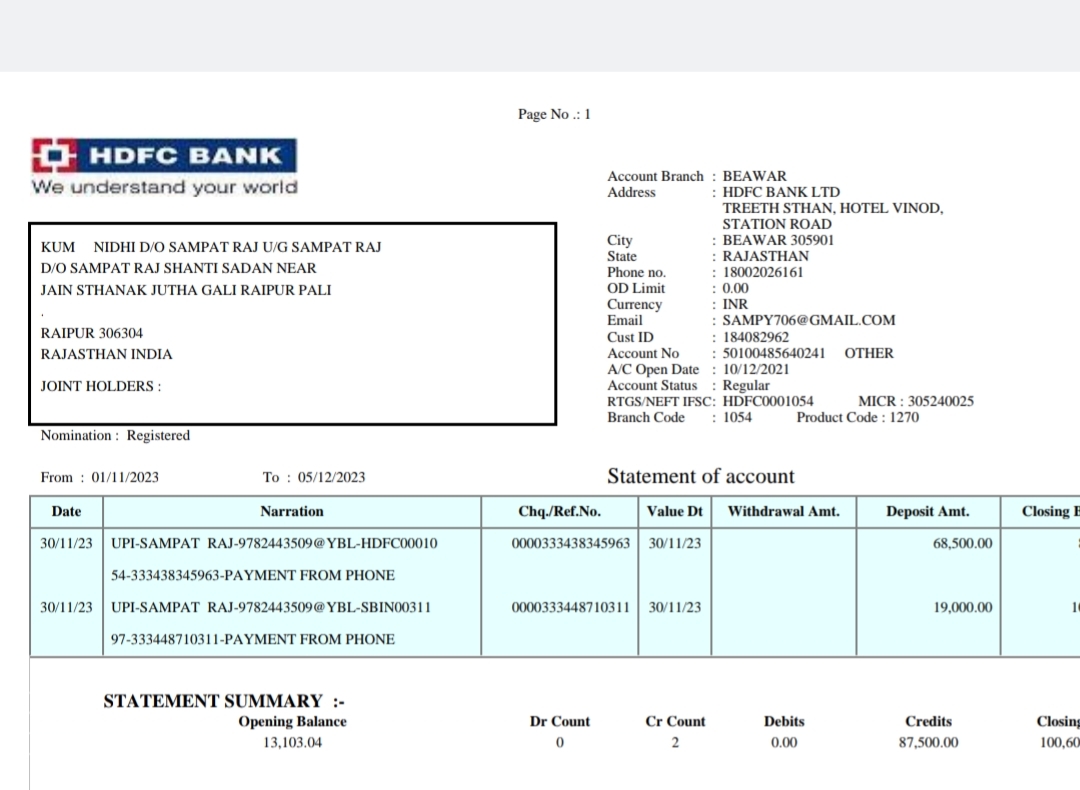 Page No .: 1
HDFC BANK
We understand your world
KUM NIDHI D/O SAMPAT RAJ U/G SAMPAT RAJ
D/O SAMPAT RAJ SHANTI SADAN NEAR
JAIN STHANAK JUTHA GALI RAIPUR PALI
.
RAIPUR 306304
RAJASTHAN INDIA
JOINT HOLDERS :
Nomination : Registered
Account Branch : BEAWAR
Address : HDFC BANK LTD
TREETH STHAN, HOTEL VINOD,
STATION ROAD
City : BEAWAR 305901
State : RAJASTHAN
Phone no. : 18002026161
OD Limit : 0.00
Currency : INR
Email : SAMPY706@GMAIL.COM
Cust ID : 184082962
Account No : 50100485640241 OTHER
A/C Open Date : 10/12/2021
Account Status : Regular
RTGS/NEFT IFSC: HDFC0001054 MICR : 305240025
Branch Code : 1054 Product Code : 1270
From : 01/11/2023 To : 05/12/2023 Statement of account
Date Narration Chq./Ref.No. Value Dt Withdrawal Amt. Deposit Amt. Closing
30/11/23 UPI-SAMPAT RAJ-9782443509@YBL-HDFC00010 0000333438345963 30/11/23 68,500.00
54-333438345963-PAYMENT FROM PHONE
30/11/23 UPI-SAMPAT RAJ-9782443509@YBL-SBIN00311 0000333448710311 30/11/23 19,000.00
97-333448710311-PAYMENT FROM PHONE
STATEMENT SUMMARY :-
Opening Balance Dr Count Cr Count Debits Credits Closing
13,103.04 0 2 0.00 87,500.00 100,60